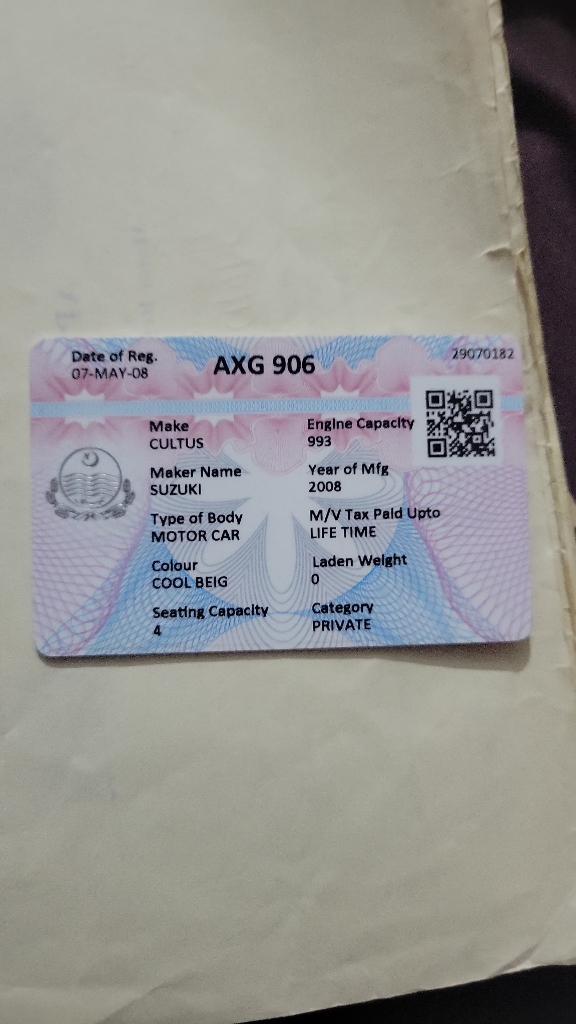 Date of Reg.
07-MAY-08
AXG 906
29070182
Make
CULTUS
Engine Capacity
993
Maker Name
SUZUKI
Year of Mfg
2008
Type of Body
MOTOR CAR
M/V Tax Paid Upto
LIFE TIME
Colour
COOL BEIG
Laden Weight
0
Seating Capacity
4
Category
PRIVATE